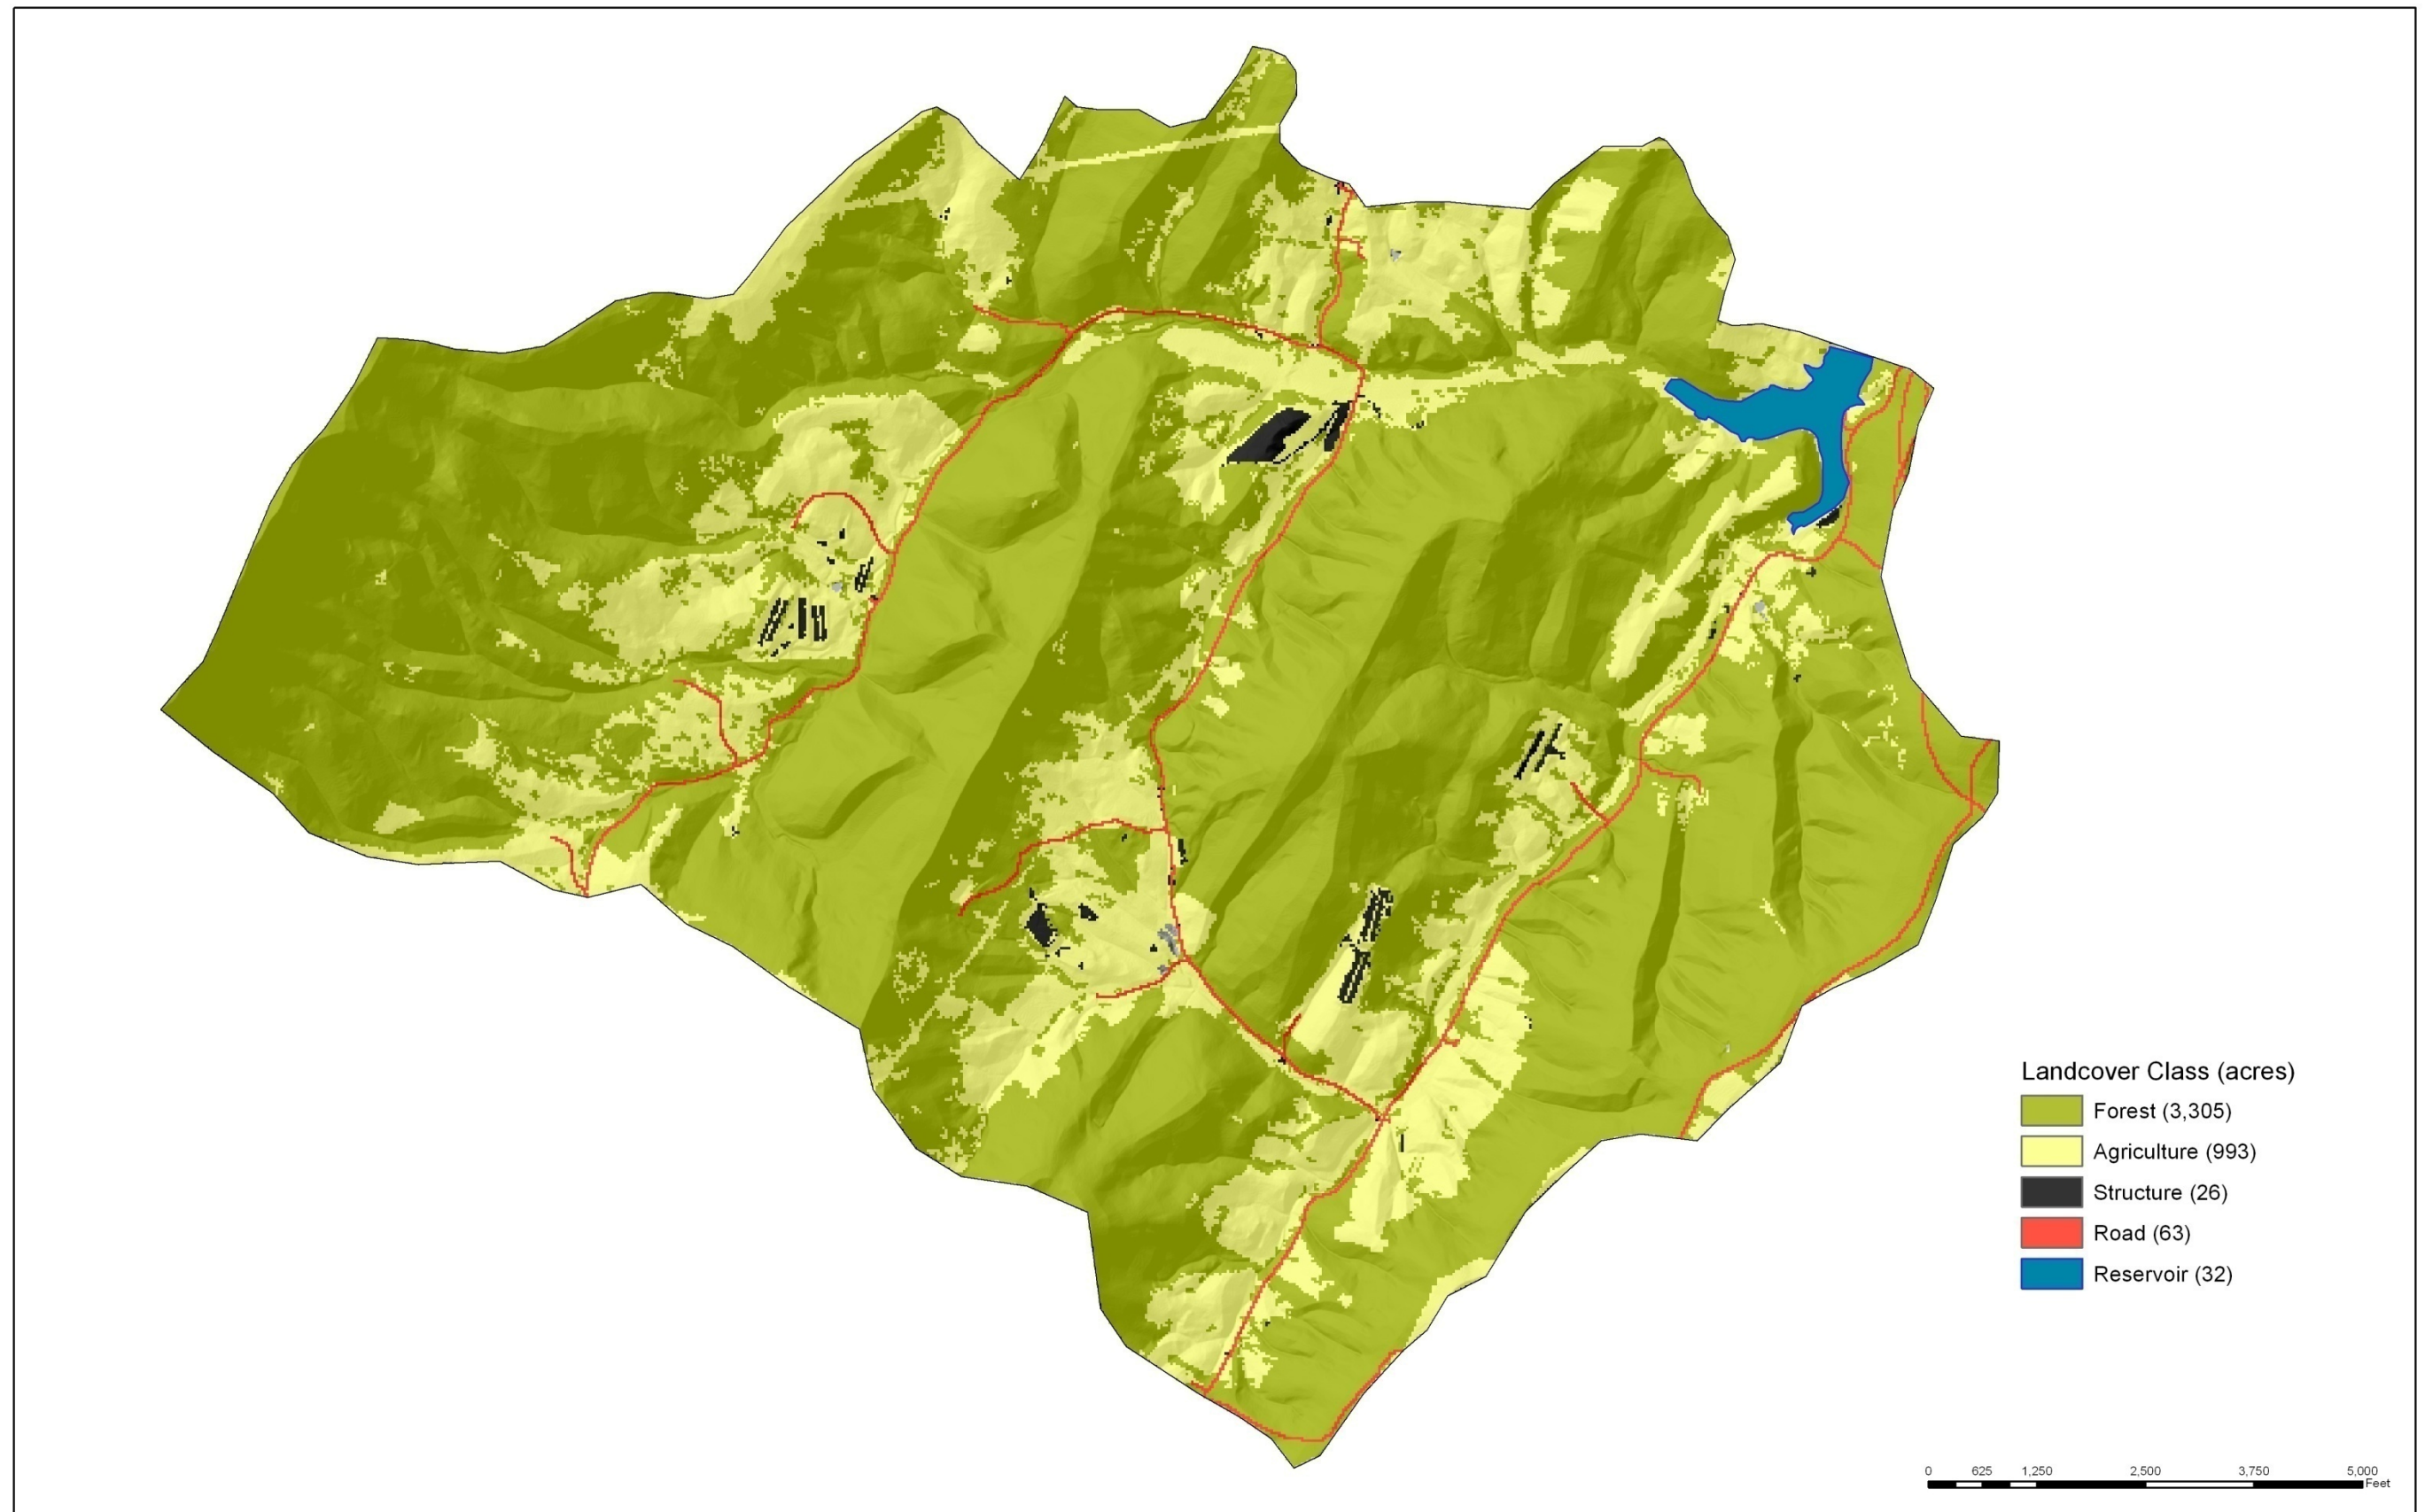 Landcover Class (acres)
Forest (3,305)
Agriculture (993)
Structure (26)
Road (63)
Reservoir (32)
0 625 1,250 2,500 3,750 5,000
Feet